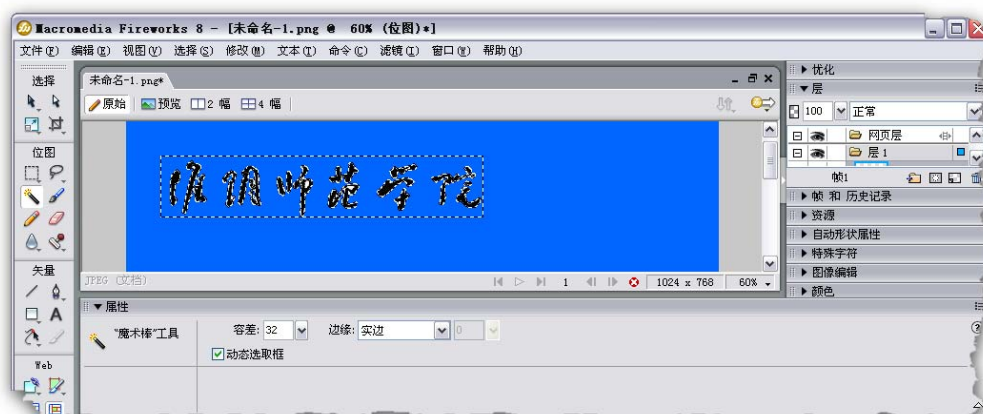 Macromedia Fireworks 8 - [未命名-1.png @ 60% (位图)*]
文件(F) 编辑(E) 视图(V) 选择(S) 修改(M) 文本(T) 命令(C) 滤镜(I) 窗口(W) 帮助(H)
选择
位图
矢量
Web
未命名-1.png*
原始 预览 2 幅 4 幅
淮阴师范学院
JPEG (文档)
1 1024 x 768 60%
优化
层
100 正常
网页层
层 1
帧1
帧 和 历史记录
资源
自动形状属性
特殊字符
图像编辑
颜色
属性
"魔术棒"工具
容差: 32 边缘: 实边 0
动态选取框